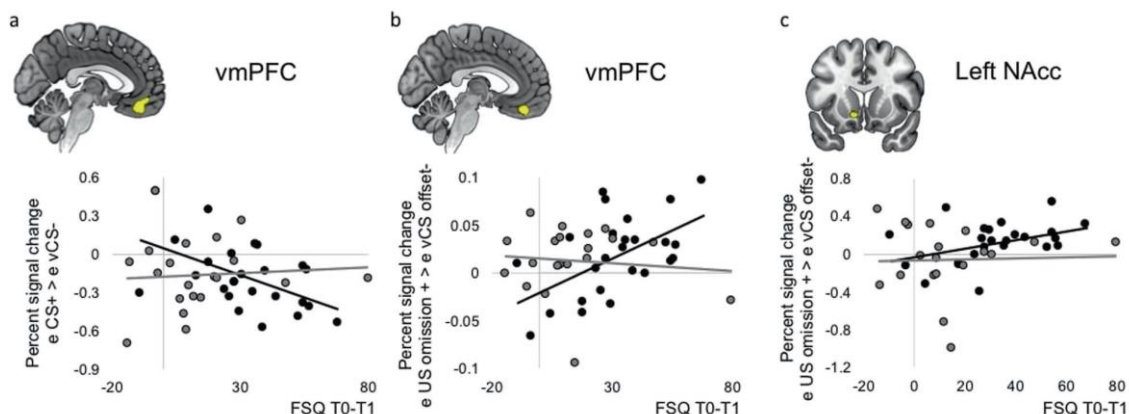 a
vmPFC
0.6
0.3
0
-0.3
-0.6
-0.9
-20
30
80
FSQ T0-T1
Percent signal change
e CS+ > e vCS-
b
vmPFC
0.1
0.05
0
-0.05
-0.1
-20
30
80
FSQ T0-T1
Percent signal change
e US omission + > e vCS offset-
c
Left NAcc
0.8
0.4
0
-0.4
-0.8
-1.2
-20
0
20
40
60
80
FSQ T0-T1
Percent signal change
e US omission + > e vCS offset-